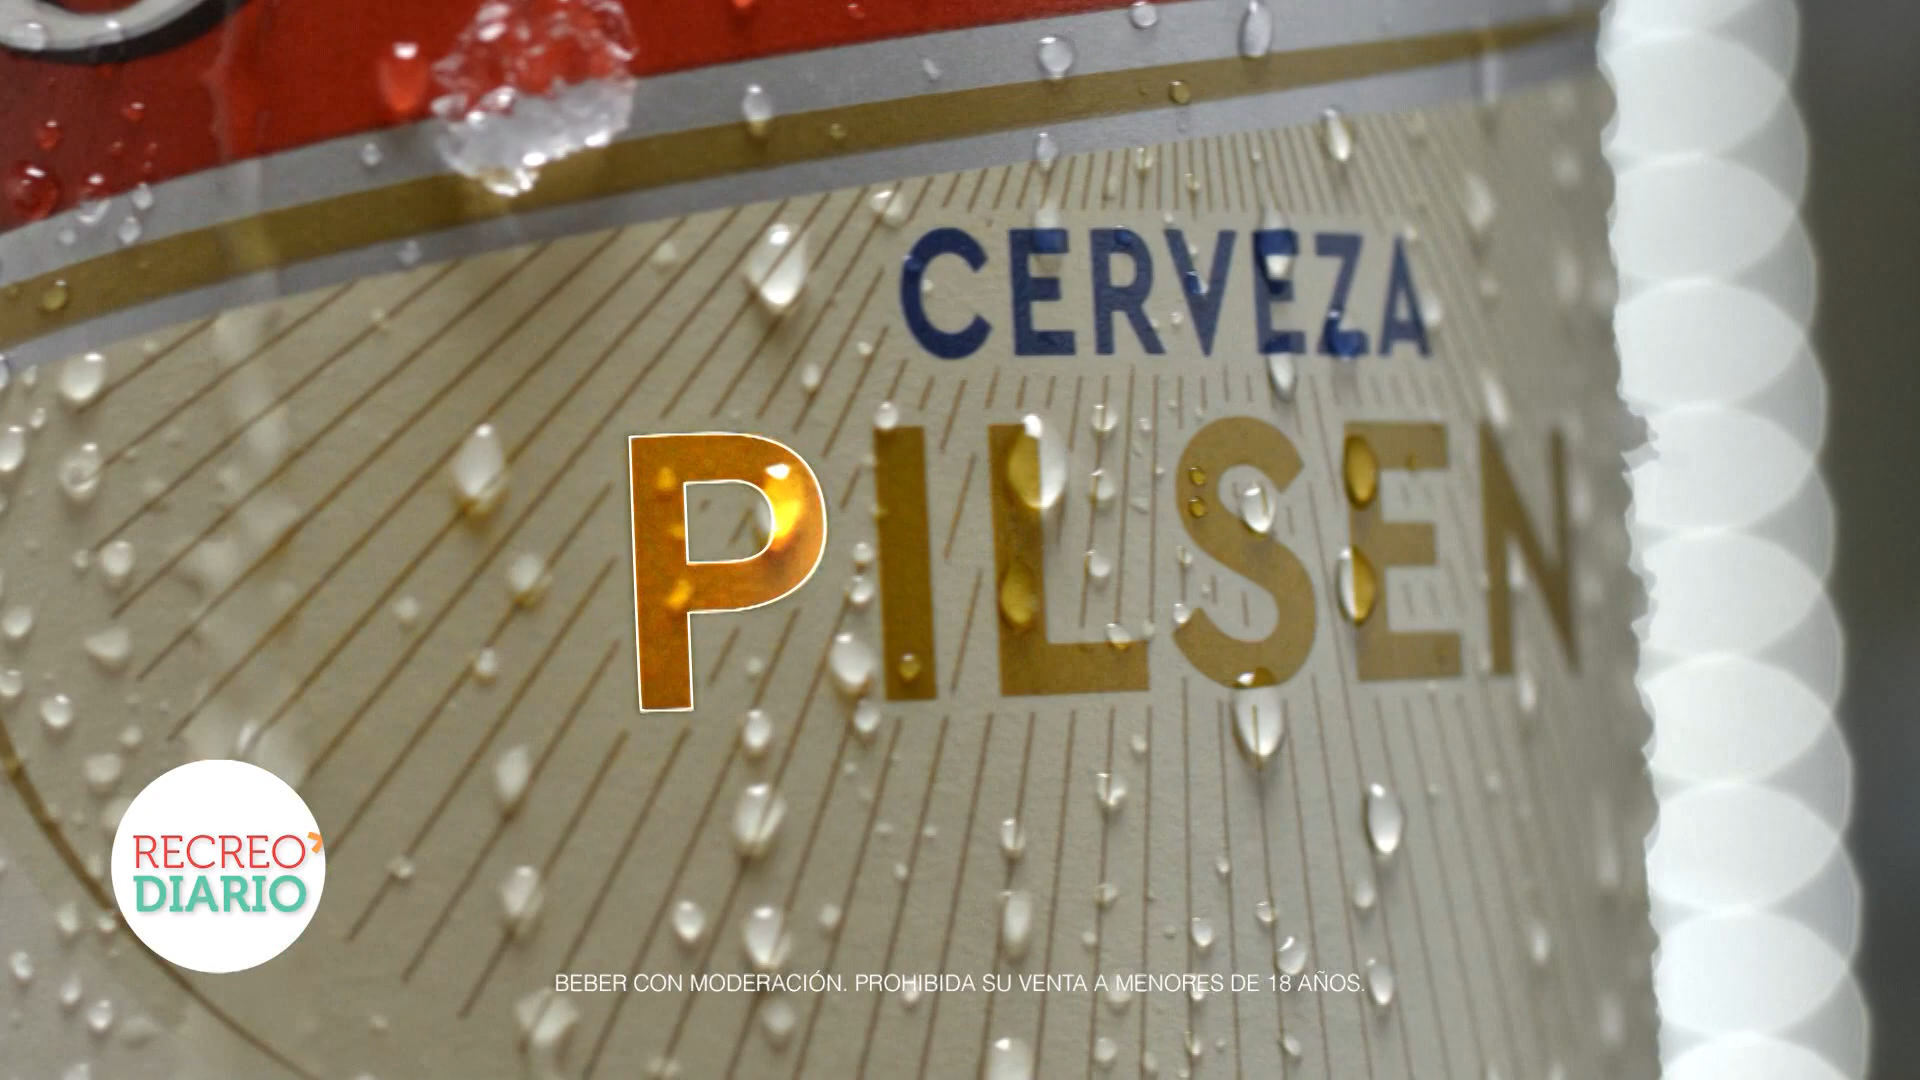 CERVEZA
PILSEN
RECREO
DIARIO
BEBER CON MODERACIÓN. PROHIBIDA SU VENTA A MENORES DE 18 AÑOS.